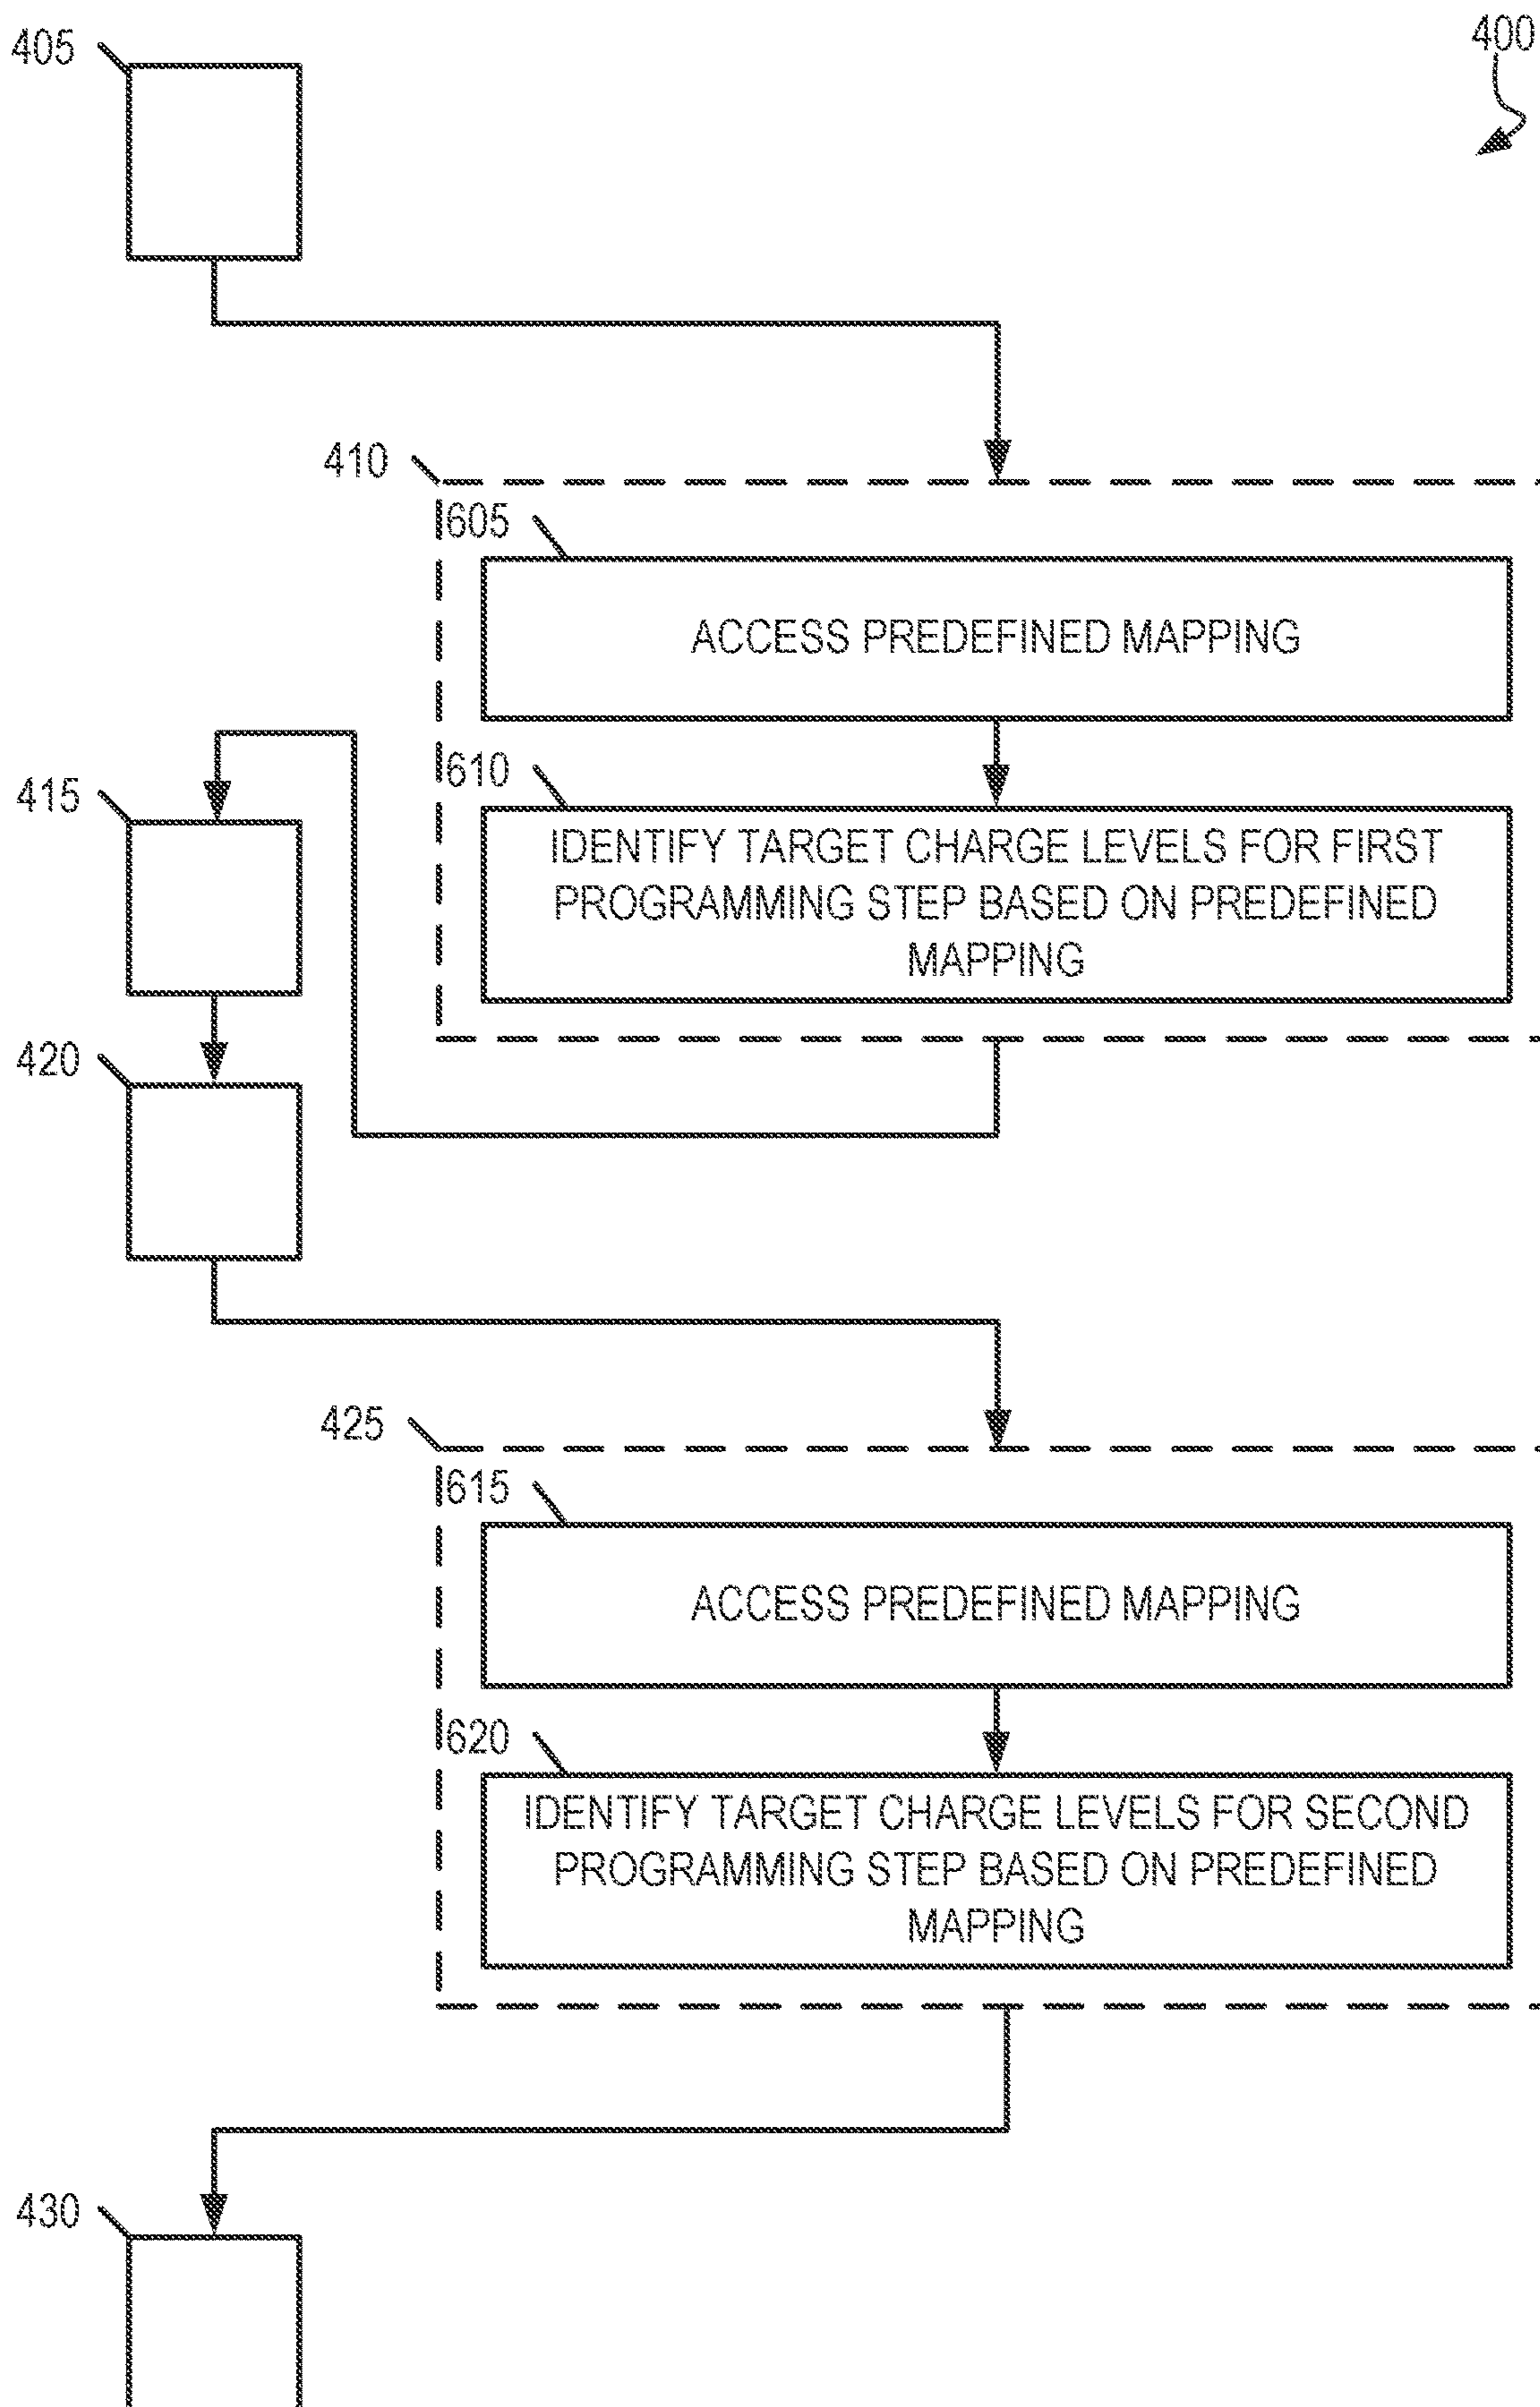 405
400
410
605
ACCESS PREDEFINED MAPPING
610
IDENTIFY TARGET CHARGE LEVELS FOR FIRST
PROGRAMMING STEP BASED ON PREDEFINED
MAPPING
415
420
425
615
ACCESS PREDEFINED MAPPING
620
IDENTIFY TARGET CHARGE LEVELS FOR SECOND
PROGRAMMING STEP BASED ON PREDEFINED
MAPPING
430